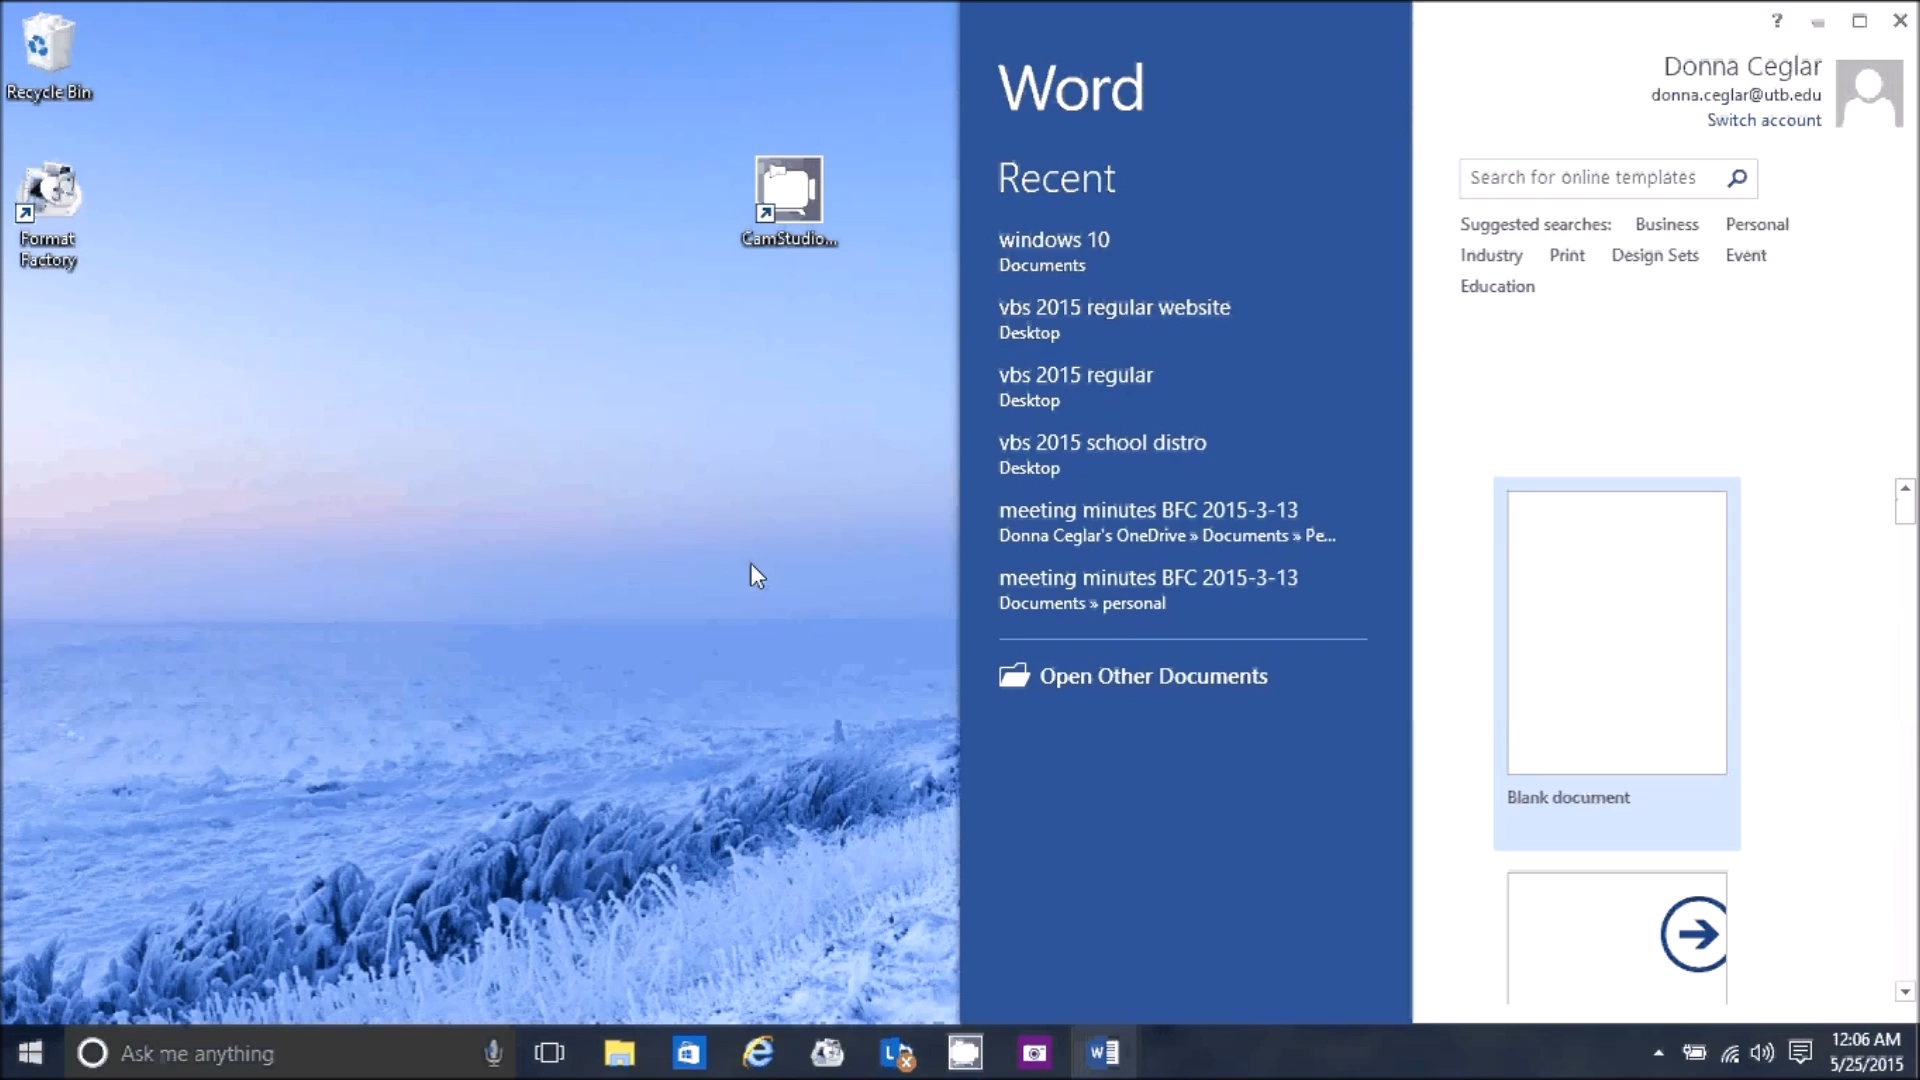 Recycle Bin
Format
Factory
CamStudio...
Word
Recent
windows 10
Documents
vbs 2015 regular website
Desktop
vbs 2015 regular
Desktop
vbs 2015 school distro
Desktop
meeting minutes BFC 2015-3-13
Donna Ceglar's OneDrive » Documents » Pe...
meeting minutes BFC 2015-3-13
Documents » personal
Open Other Documents
?
Donna Ceglar
donna.ceglar@utb.edu
Switch account
Search for online templates
Suggested searches: Business Personal
Industry Print Design Sets Event
Education
Blank document
Ask me anything
12:06 AM
5/25/2015